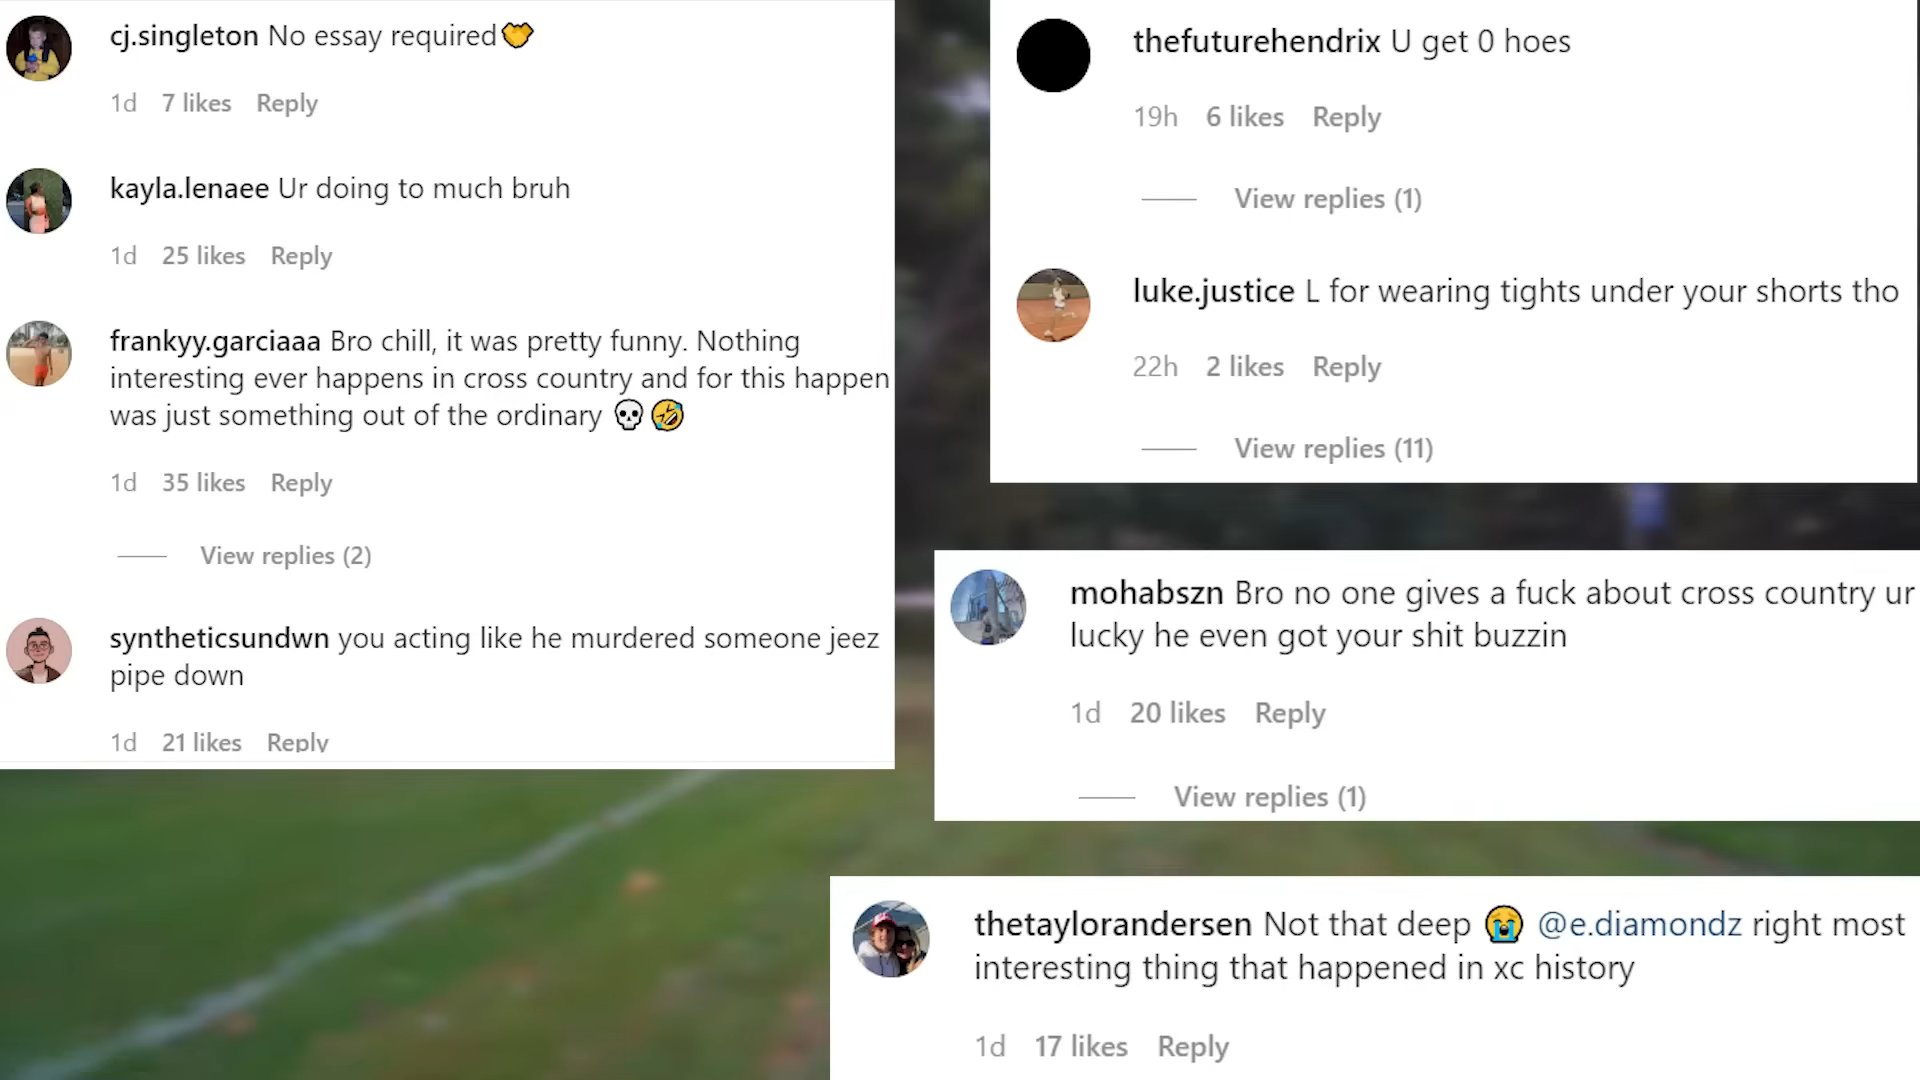 cj.singleton No essay required
1d 7 likes Reply
kayla.lenaee Ur doing to much bruh
1d 25 likes Reply
frankyy.garciaaa Bro chill, it was pretty funny. Nothing
interesting ever happens in cross country and for this happen
was just something out of the ordinary 💀🤣
1d 35 likes Reply
View replies (2)
syntheticsundwn you acting like he murdered someone jeez
pipe down
1d 21 likes Reply
thefuturehendrix U get 0 hoes
19h 6 likes Reply
View replies (1)
luke.justice L for wearing tights under your shorts tho
22h 2 likes Reply
View replies (11)
mohabszn Bro no one gives a fuck about cross country ur
lucky he even got your shit buzzin
1d 20 likes Reply
View replies (1)
thetaylorandersen Not that deep 😭 @e.diamondz right most
interesting thing that happened in xc history
1d 17 likes Reply